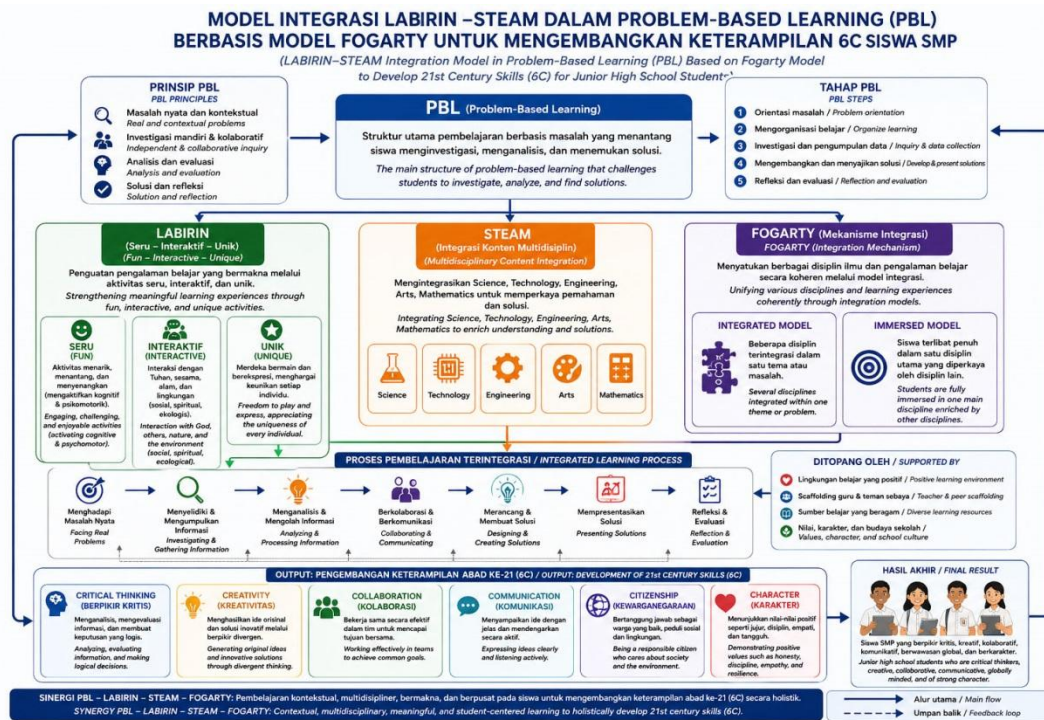 MODEL INTEGRASI LABIRIN –STEAM DALAM PROBLEM-BASED LEARNING (PBL)
BERBASIS MODEL FOGARTY UNTUK MENGEMBANGKAN KETERAMPILAN 6C SISWA SMP
(LABIRIN–STEAM Integration Model in Problem-Based Learning (PBL) Based on Fogarty Model
to Develop 21st Century Skills (6C) for Junior High School Students)
PRINSIP PBL
PBL PRINCIPLES
Masalah nyata dan kontekstual
Real and contextual problems
Investigasi mandiri & kolaboratif
Independent & collaborative inquiry
Analisis dan evaluasi
Analysis and evaluation
Solusi dan refleksi
Solution and reflection
PBL (Problem-Based Learning)
Struktur utama pembelajaran berbasis masalah yang menantang
siswa menginvestigasi, menganalisis, dan menemukan solusi.
The main structure of problem-based learning that challenges
students to investigate, analyze, and find solutions.
TAHAP PBL
PBL STEPS
1 Orientasi masalah / Problem orientation
2 Mengorganisasi belajar / Organize learning
3 Investigasi dan pengumpulan data / Inquiry & data collection
4 Mengembangkan dan menyajikan solusi / Develop & present solutions
5 Refleksi dan evaluasi / Reflection and evaluation
LABIRIN
(Seru – Interaktif – Unik)
(Fun – Interactive – Unique)
Penguatan pengalaman belajar yang bermakna melalui
aktivitas seru, interaktif, dan unik.
Strengthening meaningful learning experiences through
fun, interactive, and unique activities.
SERU
(FUN)
Aktivitas menarik,
menantang, dan
menyenangkan
(mengaktifkan kognitif
& psikomotorik).
Engaging, challenging,
and enjoyable activities
(activating cognitive
& psychomotor).
INTERAKTIF
(INTERACTIVE)
Interaksi dengan
Tuhan, sesama,
alam, dan
lingkungan
(sosial, spiritual,
ekologis).
Interaction with God,
others, nature, and
the environment
(social, spiritual,
ecological).
UNIK
(UNIQUE)
Merdeka bermain dan
berekspresi, menghargai
keunikan setiap
individu.
Freedom to play and
express, appreciating
the uniqueness of
every individual.
STEAM
(Integrasi Konten Multidisiplin)
(Multidisciplinary Content Integration)
Mengintegrasikan Science, Technology, Engineering,
Arts, Mathematics untuk memperkaya pemahaman
dan solusi.
Integrating Science, Technology, Engineering, Arts,
Mathematics to enrich understanding and solutions.
Science
Technology
Engineering
Arts
Mathematics
FOGARTY (Mekanisme Integrasi)
FOGARTY (Integration Mechanism)
Menyatukan berbagai disiplin ilmu dan pengalaman belajar
secara koheren melalui model integrasi.
Unifying various disciplines and learning experiences
coherently through integration models.
INTEGRATED MODEL
Beberapa disiplin
terintegrasi dalam
satu tema atau
masalah.
Several disciplines
integrated within one
theme or problem.
IMMERSED MODEL
Siswa terlibat penuh
dalam satu disiplin
utama yang diperkaya
oleh disiplin lain.
Students are fully
immersed in one main
discipline enriched by
other disciplines.
PROSES PEMBELAJARAN TERINTEGRASI / INTEGRATED LEARNING PROCESS
Menghadapi
Masalah Nyata
Facing Real
Problems
Menyelidiki &
Mengumpulkan
Informasi
Investigating &
Gathering Information
Menganalisis &
Mengolah Informasi
Analyzing &
Processing Information
Berkolaborasi &
Berkomunikasi
Collaborating &
Communicating
Merancang &
Membuat Solusi
Designing &
Creating Solutions
Mempresentasikan
Solusi
Presenting Solutions
Refleksi &
Evaluasi
Reflection &
Evaluation
DITOPANG OLEH / SUPPORTED BY
Lingkungan belajar yang positif / Positive learning environment
Scaffolding guru & teman sebaya / Teacher & peer scaffolding
Sumber belajar yang beragam / Diverse learning resources
Nilai, karakter, dan budaya sekolah /
Values, character, and school culture
OUTPUT: PENGEMBANGAN KETERAMPILAN ABAD KE-21 (6C) / OUTPUT: DEVELOPMENT OF 21st CENTURY SKILLS (6C)
CRITICAL THINKING
(BERPIKIR KRITIS)
Menganalisis, mengevaluasi
informasi, dan membuat
keputusan yang logis.
Analyzing, evaluating
information, and making
logical decisions.
CREATIVITY
(KREATIVITAS)
Menghasilkan ide orisinal
dan solusi inovatif melalui
berpikir divergen.
Generating original ideas
and innovative solutions
through divergent thinking.
COLLABORATION
(KOLABORASI)
Bekerja sama secara efektif
dalam tim untuk mencapai
tujuan bersama.
Working effectively in teams
to achieve common goals.
COMMUNICATION
(KOMUNIKASI)
Menyampaikan ide dengan
jelas dan mendengarkan
secara aktif.
Expressing ideas clearly
and listening actively.
CITIZENSHIP
(KEWARGANEGARAAN)
Bertanggung jawab sebagai
warga yang baik, peduli sosial
dan lingkungan.
Being a responsible citizen
who cares about society
and the environment.
CHARACTER
(KARAKTER)
Menunjukkan nilai-nilai positif
seperti jujur, disiplin, empati,
dan tangguh.
Demonstrating positive
values such as honesty,
discipline, empathy, and
resilience.
HASIL AKHIR / FINAL RESULT
Siswa SMP yang berpikir kritis, kreatif, kolaboratif,
komunikatif, berwawasan global, dan berkarakter.
Junior high school students who are critical thinkers,
creative, collaborative, communicative, globally
minded, and of strong character.
SINERGI PBL – LABIRIN – STEAM – FOGARTY: Pembelajaran kontekstual, multidisipliner, bermakna, dan berpusat pada siswa untuk mengembangkan keterampilan abad ke-21 (6C) secara holistik.
SYNERGY PBL – LABIRIN – STEAM – FOGARTY: Contextual, multidisciplinary, meaningful, and student-centered learning to holistically develop 21st century skills (6C).
Alur utama / Main flow
Umpan balik / Feedback loop